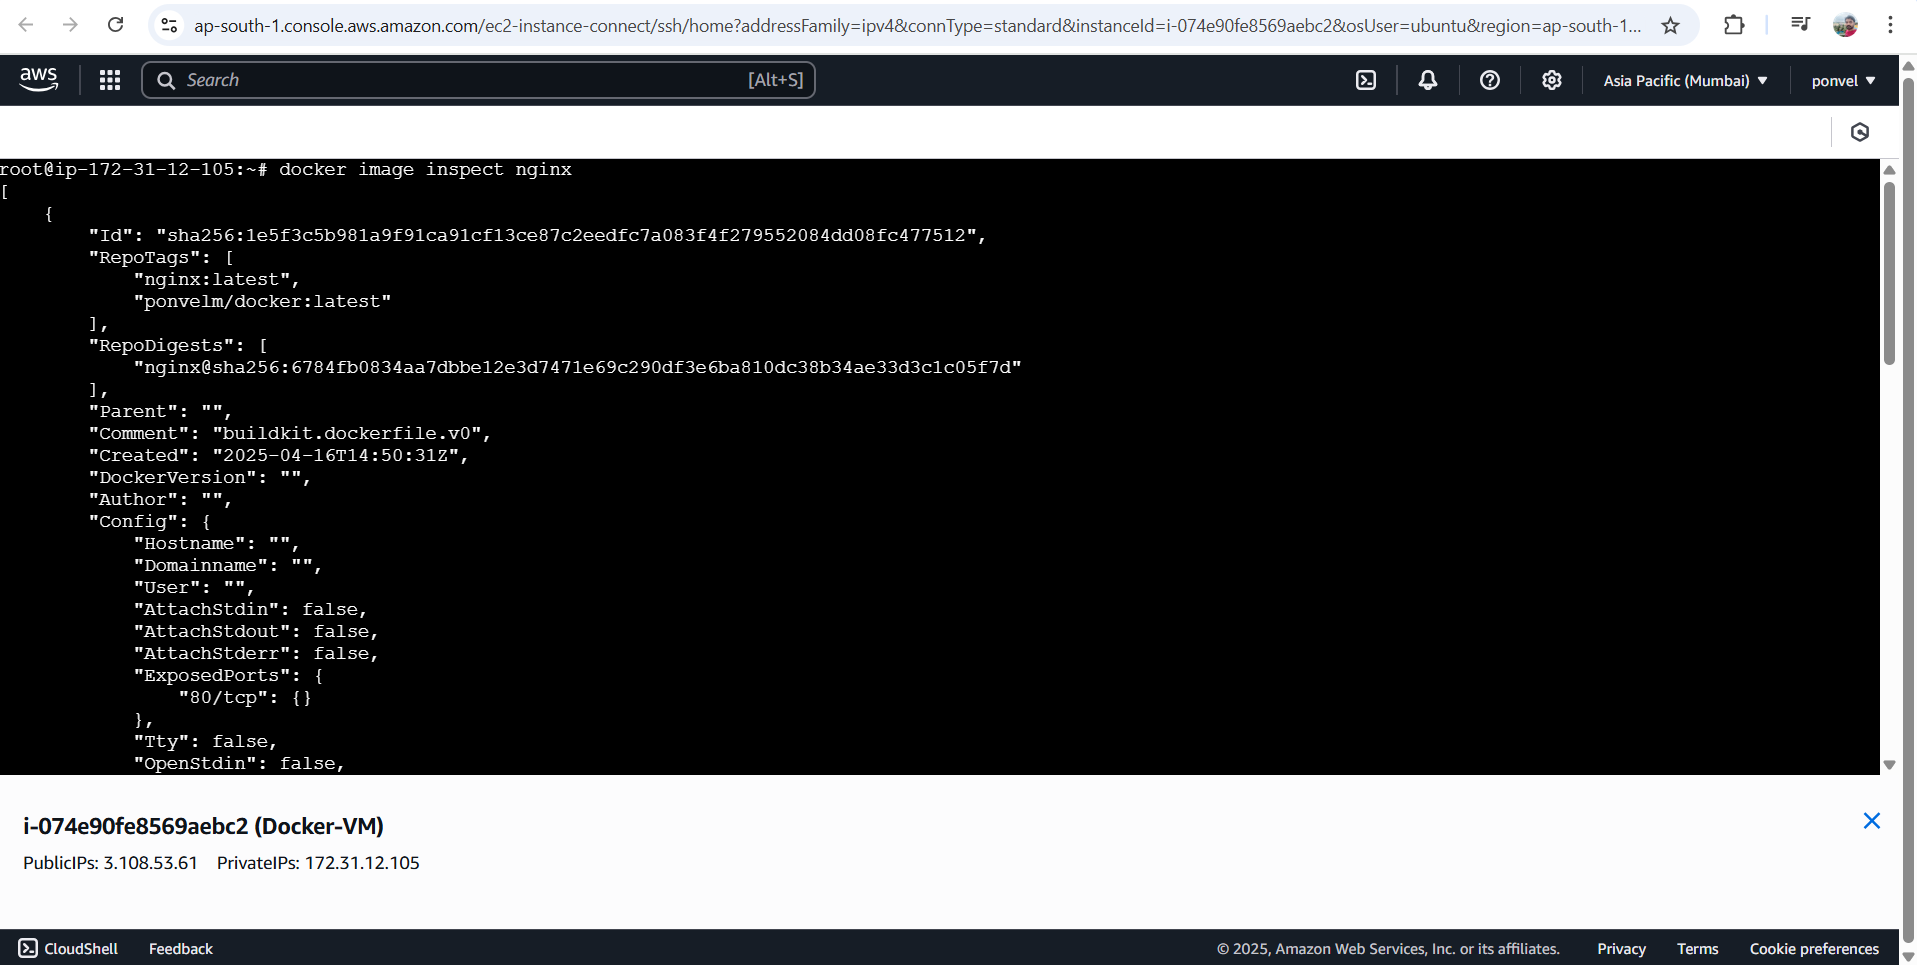 ap-south-1.console.aws.amazon.com/ec2-instance-connect/ssh/home?addressFamily=ipv4&connType=standard&instanceId=i-074e90fe8569aebc2&osUser=ubuntu&region=ap-south-1...
aws Search [Alt+S] Asia Pacific (Mumbai) ponvel
root@ip-172-31-12-105:~# docker image inspect nginx
[
    {
        "Id": "sha256:1e5f3c5b981a9f91ca91cf13ce87c2eedfc7a083f4f279552084dd08fc477512",
        "RepoTags": [
            "nginx:latest",
            "ponvelm/docker:latest"
        ],
        "RepoDigests": [
            "nginx@sha256:6784fb0834aa7dbbe12e3d7471e69c290df3e6ba810dc38b34ae33d3c1c05f7d"
        ],
        "Parent": "",
        "Comment": "buildkit.dockerfile.v0",
        "Created": "2025-04-16T14:50:31Z",
        "DockerVersion": "",
        "Author": "",
        "Config": {
            "Hostname": "",
            "Domainname": "",
            "User": "",
            "AttachStdin": false,
            "AttachStdout": false,
            "AttachStderr": false,
            "ExposedPorts": {
                "80/tcp": {}
            },
            "Tty": false,
            "OpenStdin": false,
i-074e90fe8569aebc2 (Docker-VM)
PublicIPs: 3.108.53.61 PrivateIPs: 172.31.12.105
CloudShell Feedback © 2025, Amazon Web Services, Inc. or its affiliates. Privacy Terms Cookie preferences